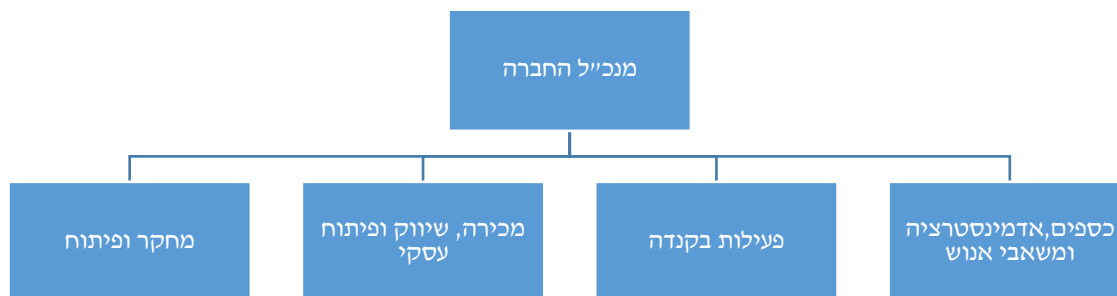 מנכ״ל החברה
כספים,אדמינסטרציה
ומשאבי אנוש
פעילות בקנדה
מכירה, שיווק ופיתוח
עסקי
מחקר ופיתוח